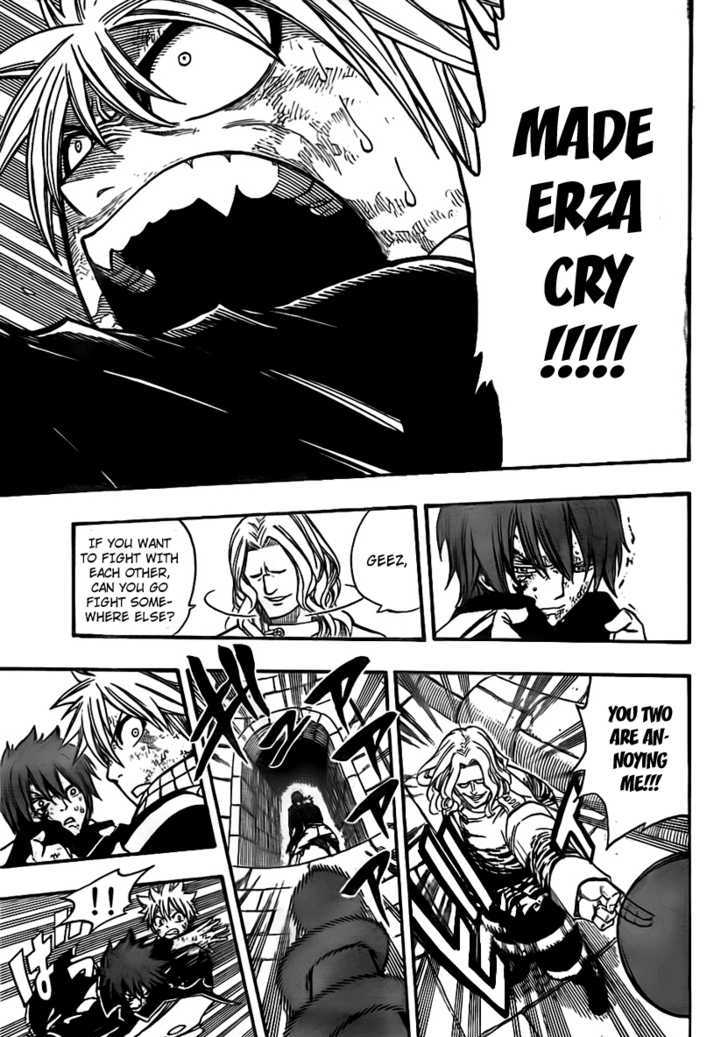 MADE
ERZA
CRY
!!!!!
GEEZ,
IF YOU WANT
TO FIGHT WITH
EACH OTHER,
CAN YOU GO
FIGHT SOME-
WHERE ELSE?
YOU TWO
ARE AN-
NOYING
ME!!!
!!